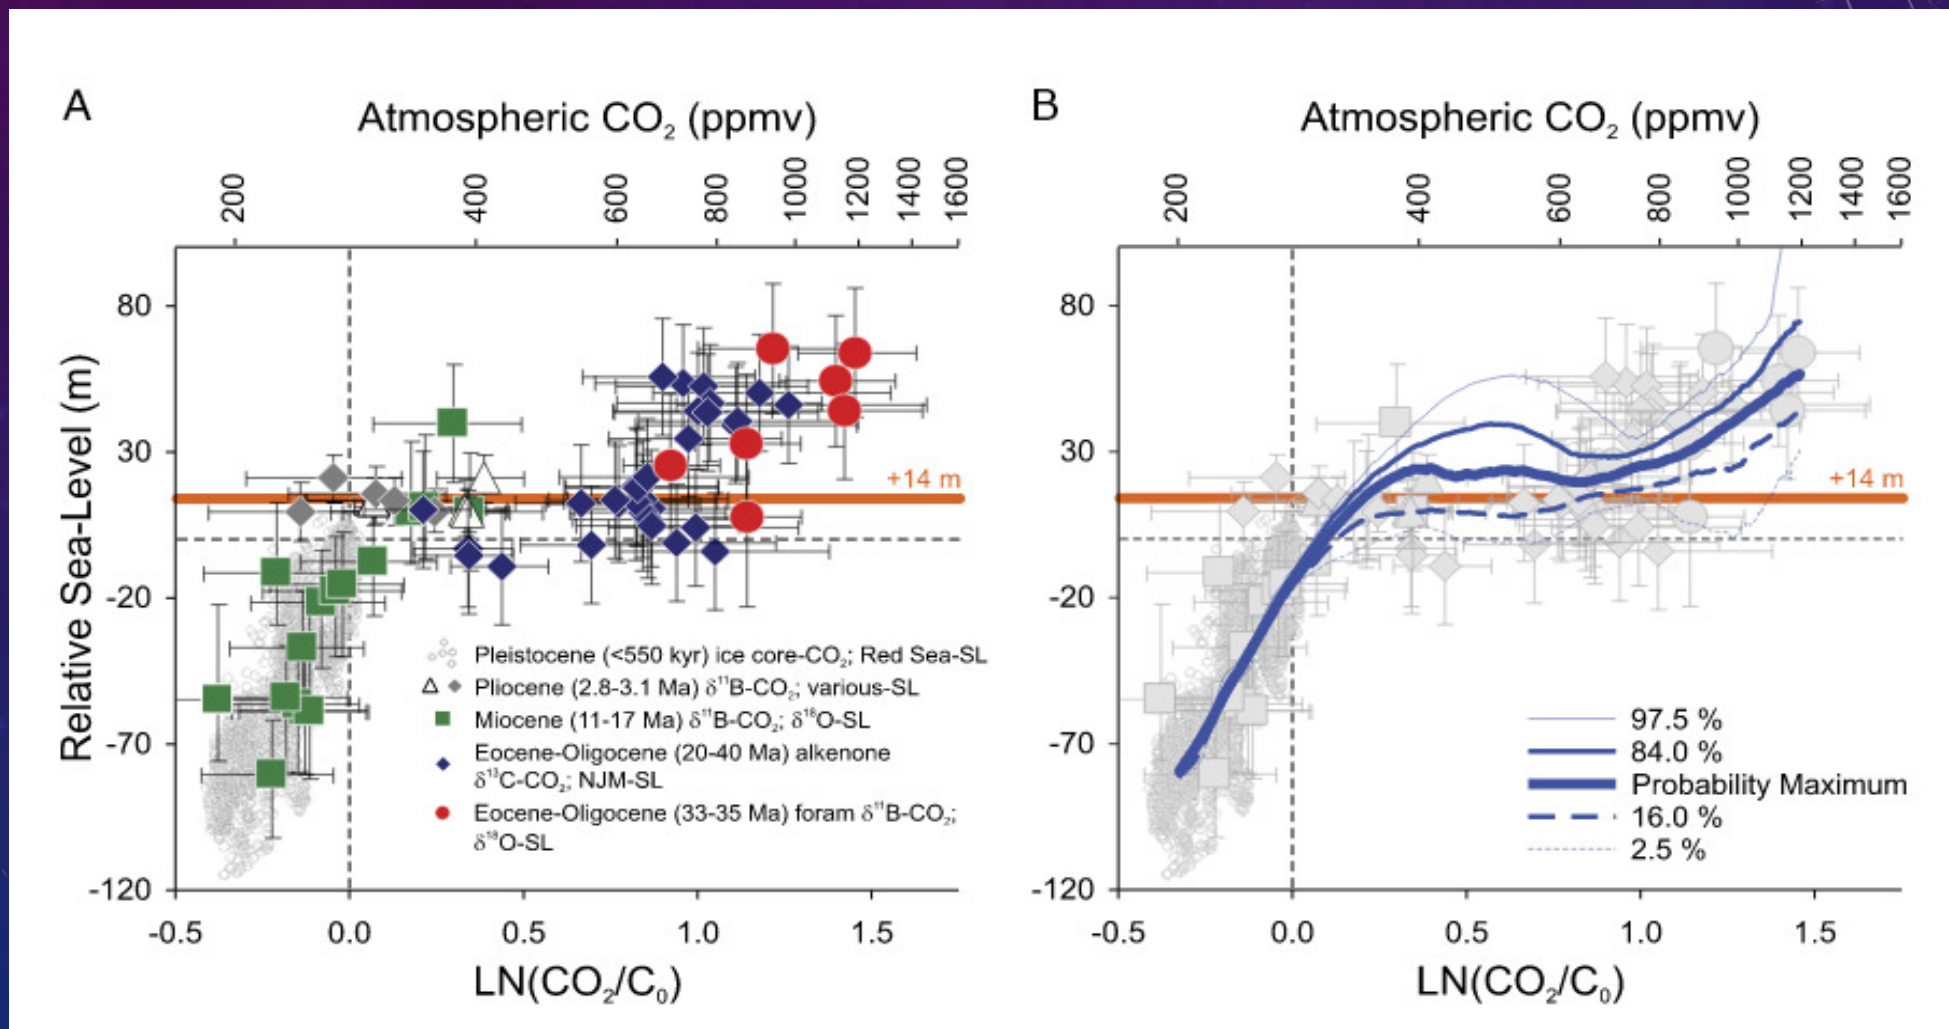 A
Atmospheric CO₂ (ppmv)
200 400 600 800 1000 1200 1400 1600
Relative Sea-Level (m)
80
30
-20
-70
-120
+14 m
Pleistocene (<550 kyr) ice core-CO₂; Red Sea-SL
Pliocene (2.8-3.1 Ma) δ¹¹B-CO₂; various-SL
Miocene (11-17 Ma) δ¹¹B-CO₂; δ¹⁸O-SL
Eocene-Oligocene (20-40 Ma) alkenone
δ¹³C-CO₂; NJM-SL
Eocene-Oligocene (33-35 Ma) foram δ¹¹B-CO₂;
δ¹⁸O-SL
-0.5 0.0 0.5 1.0 1.5
LN(CO₂/C₀)
B
Atmospheric CO₂ (ppmv)
200 400 600 800 1000 1200 1400 1600
80
30
-20
-70
-120
+14 m
97.5 %
84.0 %
Probability Maximum
16.0 %
2.5 %
-0.5 0.0 0.5 1.0 1.5
LN(CO₂/C₀)